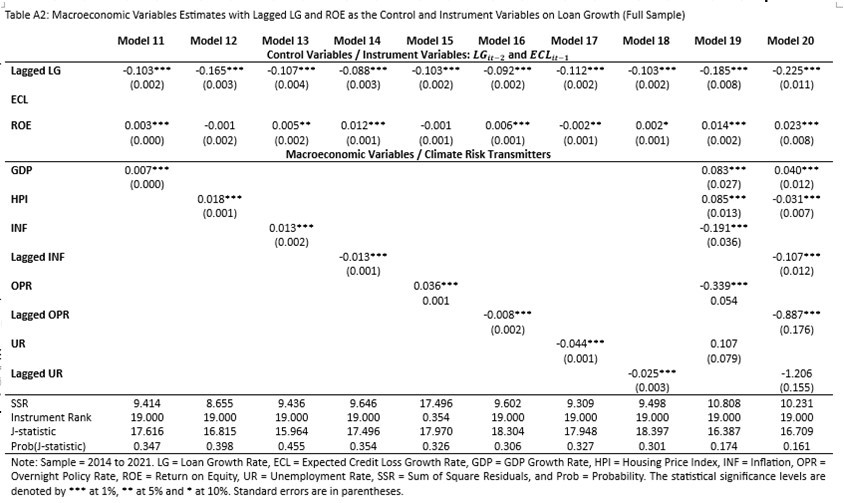 Table A2: Macroeconomic Variables Estimates with Lagged LG and ROE as the Control and Instrument Variables on Loan Growth (Full Sample)
Model 11 Model 12 Model 13 Model 14 Model 15 Model 16 Model 17 Model 18 Model 19 Model 20
Control Variables / Instrument Variables: LG_{it−2} and ECL_{it−1}
Lagged LG -0.103*** -0.165*** -0.107*** -0.088*** -0.103*** -0.092*** -0.112*** -0.103*** -0.185*** -0.225***
(0.002) (0.003) (0.004) (0.003) (0.002) (0.002) (0.002) (0.002) (0.008) (0.011)
ECL
ROE 0.003*** -0.001 0.005** 0.012*** -0.001 0.006*** -0.002** 0.002* 0.014*** 0.023***
(0.000) (0.002) (0.002) (0.001) (0.001) (0.001) (0.001) (0.001) (0.002) (0.008)
Macroeconomic Variables / Climate Risk Transmitters
GDP 0.007*** 0.083*** 0.040***
(0.000) (0.027) (0.012)
HPI 0.018*** 0.085*** -0.031***
(0.001) (0.013) (0.007)
INF 0.013*** -0.191***
(0.002) (0.036)
Lagged INF -0.013*** -0.107***
(0.001) (0.012)
OPR 0.036*** -0.339***
0.001 0.054
Lagged OPR -0.008*** -0.887***
(0.002) (0.176)
UR -0.044*** 0.107
(0.001) (0.079)
Lagged UR -0.025*** -1.206
(0.003) (0.155)
SSR 9.414 8.655 9.436 9.646 17.496 9.602 9.309 9.498 10.808 10.231
Instrument Rank 19.000 19.000 19.000 19.000 0.354 19.000 19.000 19.000 19.000 19.000
J-statistic 17.616 16.815 15.964 17.496 17.970 18.304 17.948 18.397 16.387 16.709
Prob(J-statistic) 0.347 0.398 0.455 0.354 0.326 0.306 0.327 0.301 0.174 0.161
Note: Sample = 2014 to 2021. LG = Loan Growth Rate, ECL = Expected Credit Loss Growth Rate, GDP = GDP Growth Rate, HPI = Housing Price Index, INF = Inflation, OPR =
Overnight Policy Rate, ROE = Return on Equity, UR = Unemployment Rate, SSR = Sum of Square Residuals, and Prob = Probability. The statistical significance levels are
denoted by *** at 1%, ** at 5% and * at 10%. Standard errors are in parentheses.